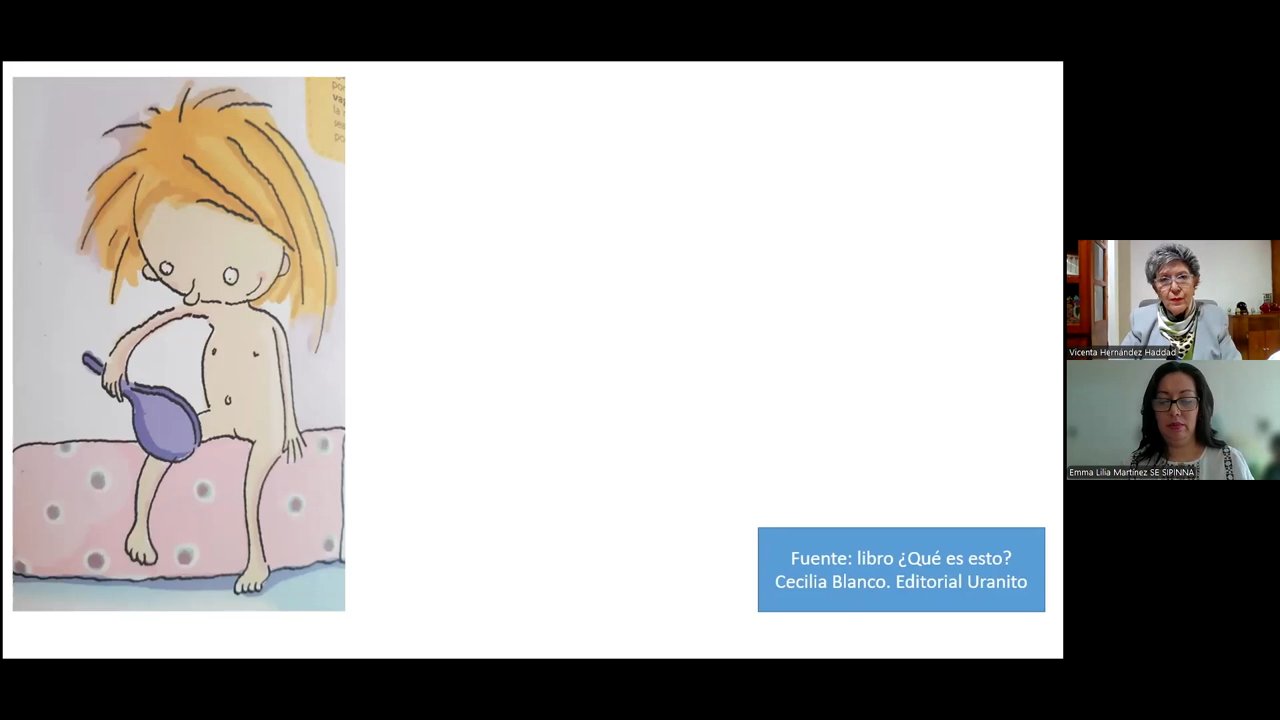 Fuente: libro ¿Qué es esto?
Cecilia Blanco. Editorial Uranito
Vicenta Hernández Haddad
Emma Lilia Martínez SE SIPINNA